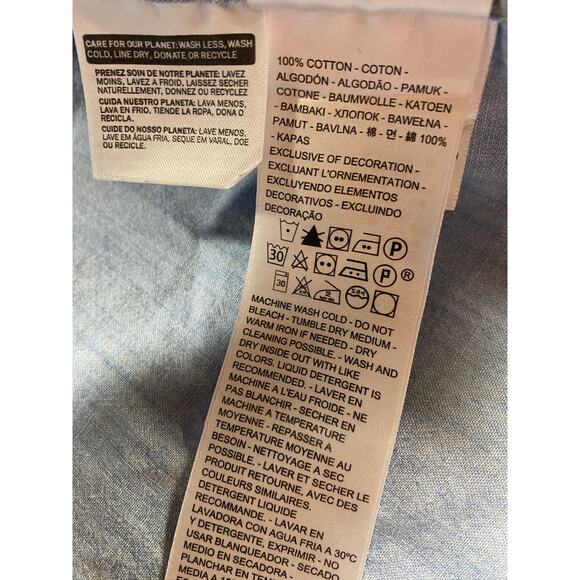 CARE FOR OUR PLANET: WASH LESS, WASH
COLD, LINE DRY, DONATE OR RECYCLE
PRENEZ SOIN DE NOTRE PLANETE: LAVEZ
MOINS, LAVEZ A FROID, LAISSEZ SECHER
NATURELLEMENT, DONNEZ OU RECYCLEZ
CUIDA NUESTRO PLANETA: LAVA MENOS,
LAVA EN FRIO, TIENDE LA ROPA, DONA O
RECICLA.
CUIDE DO NOSSO PLANETA: LAVE MENOS,
LAVE EM ÁGUA FRIA, SEQUE EM VARAL, DOE
OU RECICLE.
100% COTTON - COTON -
ALGODÓN - ALGODÃO - PAMUK -
COTONE - BAUMWOLLE - KATOEN
- BAMBAKI - ХЛОПОК - BAWEŁNA -
PAMUT - BAVLNA - 棉 - 면 - 綿 100%
- KAPAS
EXCLUSIVE OF DECORATION -
EXCLUANT L'ORNEMENTATION -
EXCLUYENDO ELEMENTOS
DECORATIVOS - EXCLUINDO
DECORAÇÃO
P
30 P ®
30 2
MACHINE WASH COLD - DO NOT
BLEACH - TUMBLE DRY MEDIUM -
WARM IRON IF NEEDED - DRY
CLEANING POSSIBLE. - WASH AND
DRY INSIDE OUT WITH LIKE
COLORS. LIQUID DETERGENT IS
RECOMMENDED. - LAVER EN
MACHINE A L'EAU FROIDE - NE
PAS BLANCHIR - SECHER EN
MACHINE A TEMPERATURE
MOYENNE - REPASSER A
TEMPERATURE MOYENNE AU
BESOIN - NETTOYAGE A SEC
POSSIBLE. - LAVER ET SECHER LE
PRODUIT RETOURNE, AVEC DES
COULEURS SIMILAIRES.
DETERGENT LIQUIDE
RECOMMANDE. - LAVAR EN
LAVADORA CON AGUA FRIA A 30ºC
Y DETERGENTE, EXPRIMIR - NO
USAR BLANQUEADOR - SECADO
MEDIO EN SECADORA -
PLANCHAR EN TEM
MEDIA A 15